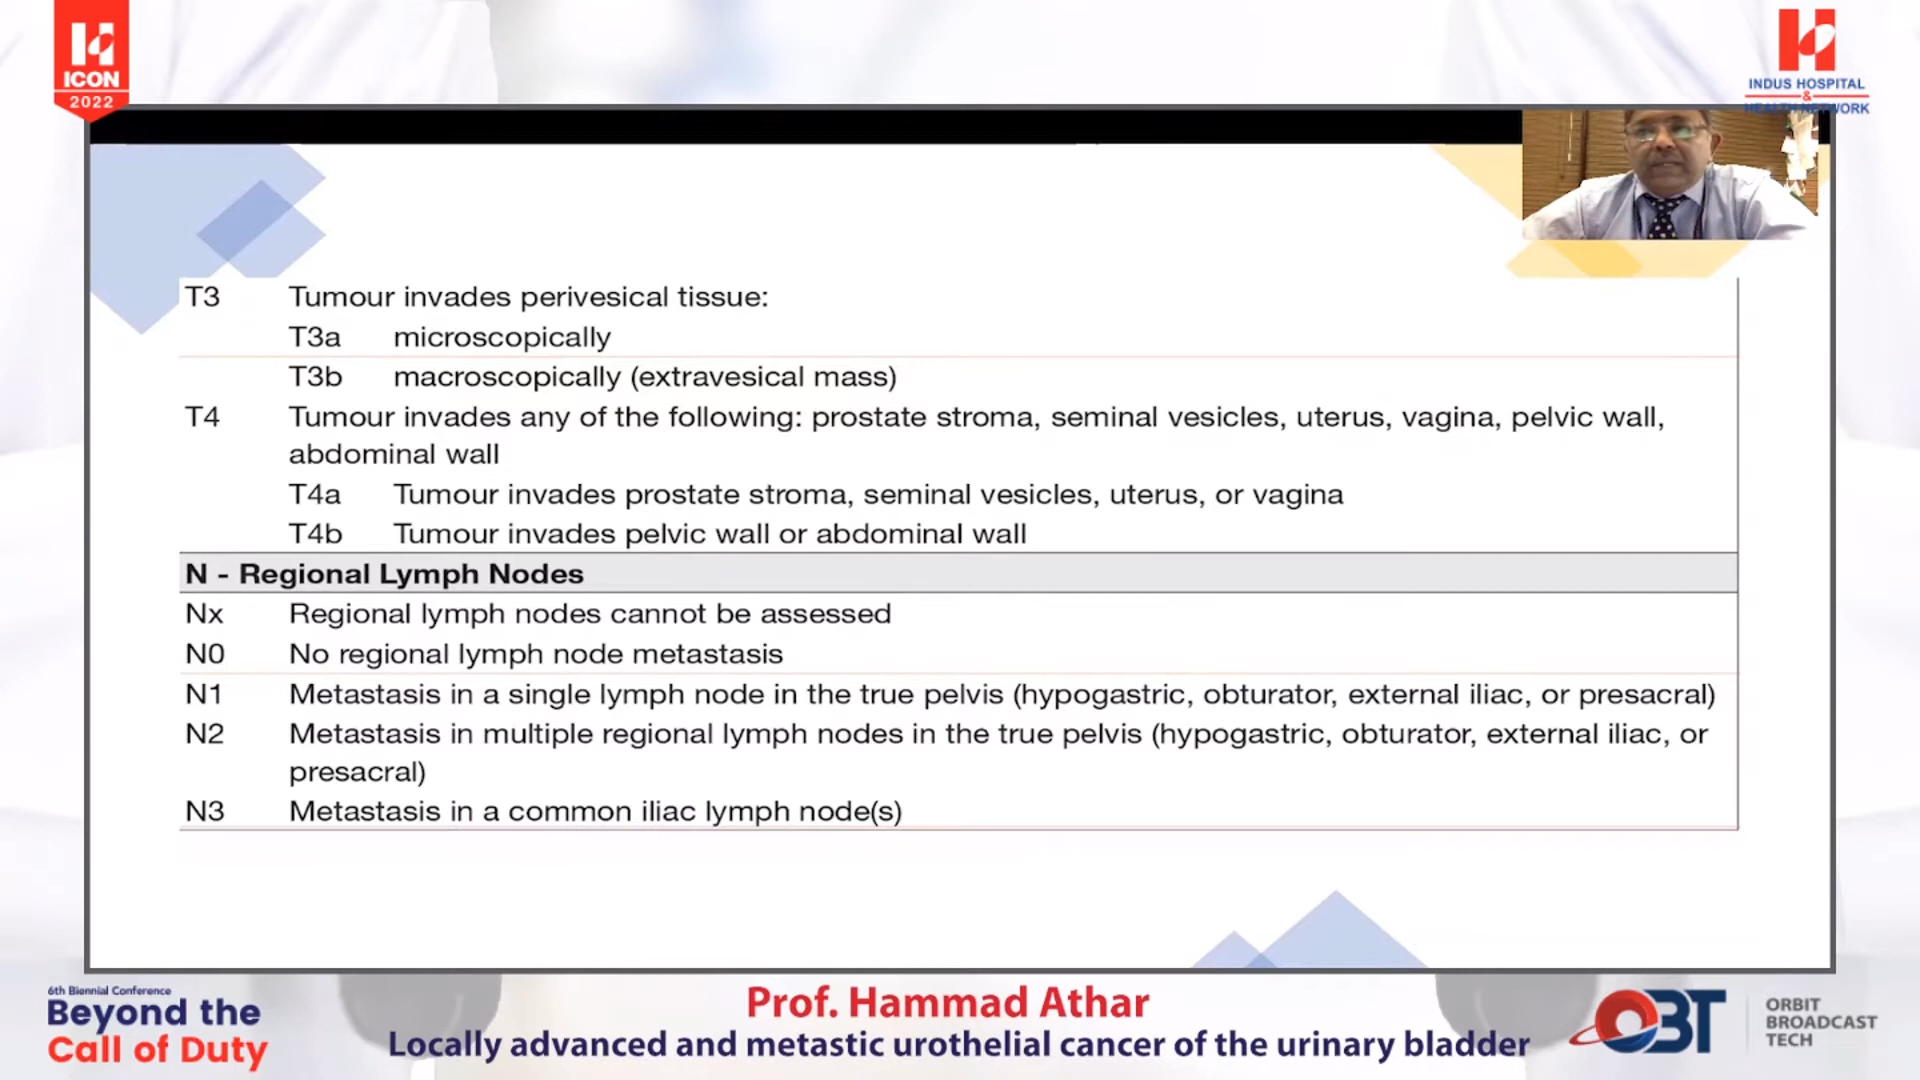 ICON
2022
INDUS HOSPITAL
&
HEALTH NETWORK
T3 Tumour invades perivesical tissue:
T3a microscopically
T3b macroscopically (extravesical mass)
T4 Tumour invades any of the following: prostate stroma, seminal vesicles, uterus, vagina, pelvic wall,
abdominal wall
T4a Tumour invades prostate stroma, seminal vesicles, uterus, or vagina
T4b Tumour invades pelvic wall or abdominal wall
N - Regional Lymph Nodes
Nx Regional lymph nodes cannot be assessed
N0 No regional lymph node metastasis
N1 Metastasis in a single lymph node in the true pelvis (hypogastric, obturator, external iliac, or presacral)
N2 Metastasis in multiple regional lymph nodes in the true pelvis (hypogastric, obturator, external iliac, or
presacral)
N3 Metastasis in a common iliac lymph node(s)
6th Biennial Conference
Beyond the
Call of Duty
Prof. Hammad Athar
Locally advanced and metastic urothelial cancer of the urinary bladder
OBT
ORBIT
BROADCAST
TECH